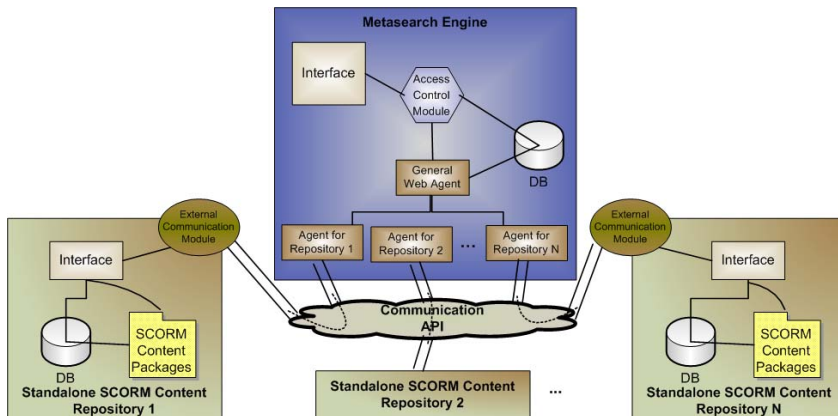 Metasearch Engine
Interface
Access
Control
Module
General
Web Agent
DB
Agent for
Repository 1
Agent for
Repository 2
...
Agent for
Repository N
External
Communication
Module
Interface
DB
SCORM
Content
Packages
Standalone SCORM Content
Repository 1
Communication
API
Standalone SCORM Content
Repository 2
...
External
Communication
Module
Interface
DB
SCORM
Content
Packages
Standalone SCORM Content
Repository N